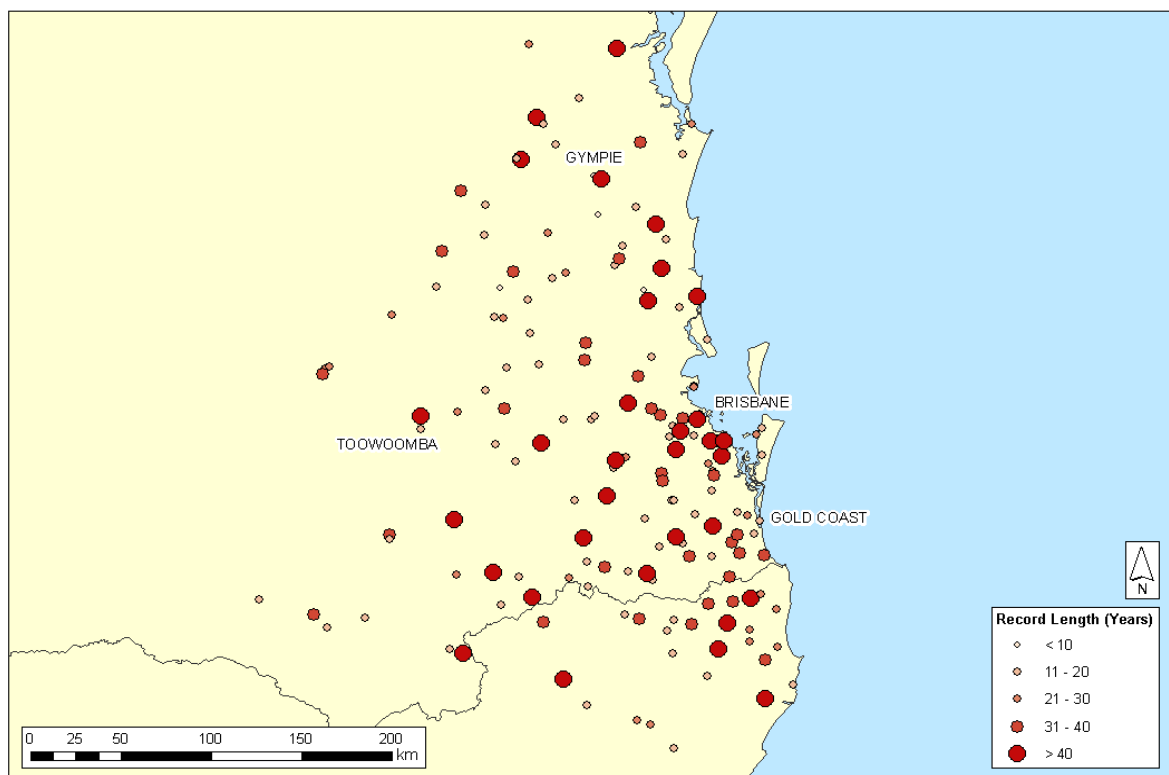 GYMPIE
BRISBANE
TOOWOOMBA
GOLD COAST
N
Record Length (Years)
< 10
11 - 20
21 - 30
31 - 40
> 40
0 25 50 100 150 200
km